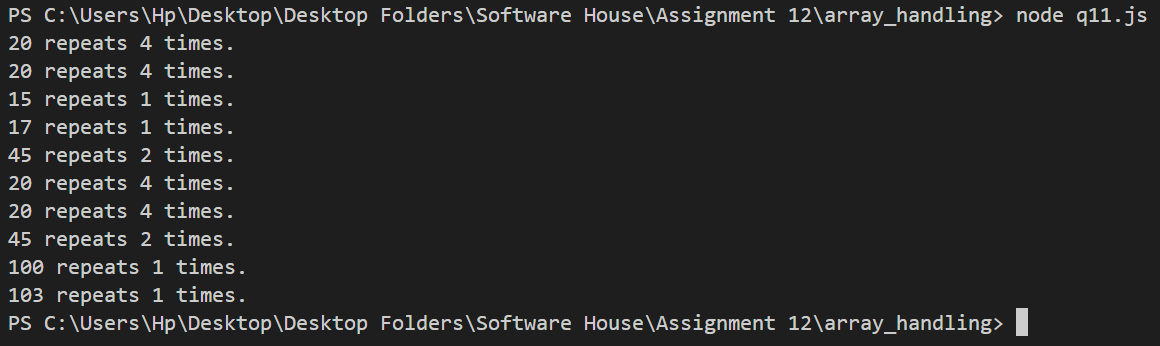 PS C:\Users\Hp\Desktop\Desktop Folders\Software House\Assignment 12\array_handling> node q11.js
20 repeats 4 times.
20 repeats 4 times.
15 repeats 1 times.
17 repeats 1 times.
45 repeats 2 times.
20 repeats 4 times.
20 repeats 4 times.
45 repeats 2 times.
100 repeats 1 times.
103 repeats 1 times.
PS C:\Users\Hp\Desktop\Desktop Folders\Software House\Assignment 12\array_handling>